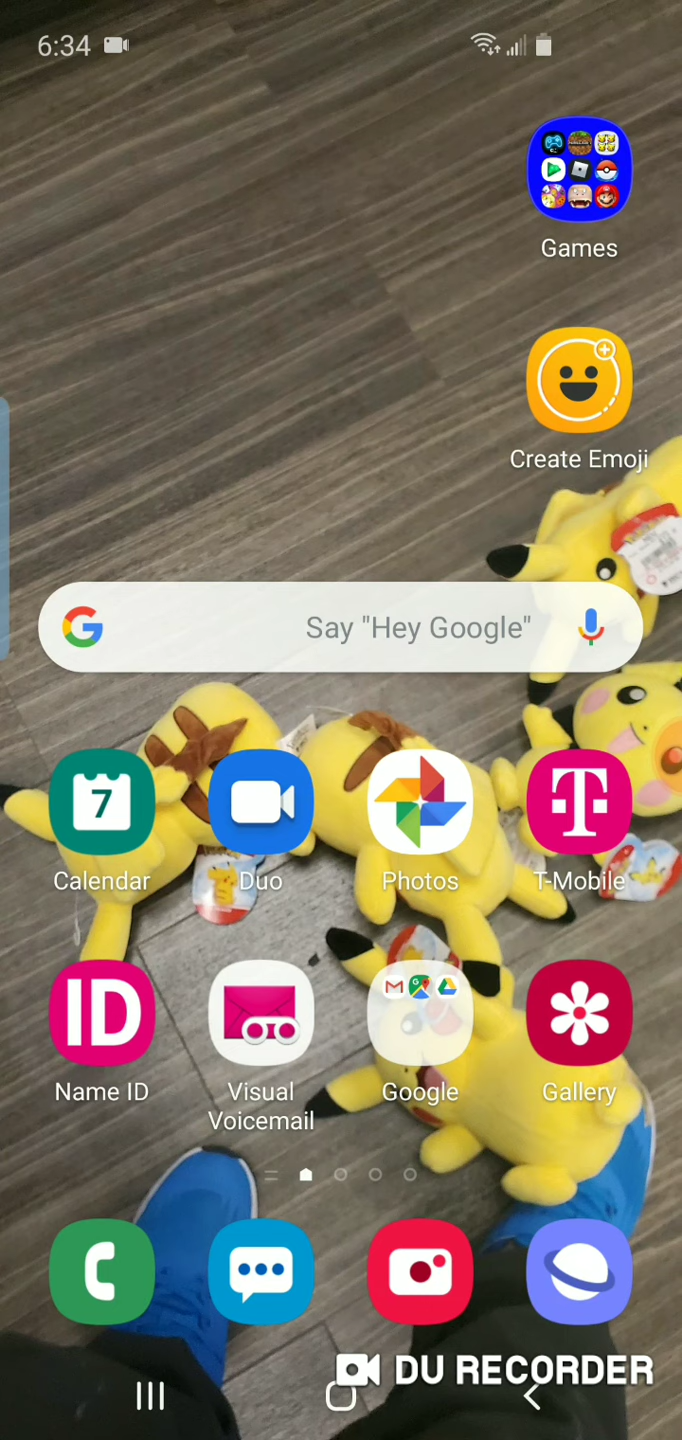 6:34
Games
Create Emoji
Say "Hey Google"
7
Calendar
Duo
Photos
T
T-Mobile
ID
Name ID
Visual
Voicemail
Google
Gallery
DU RECORDER